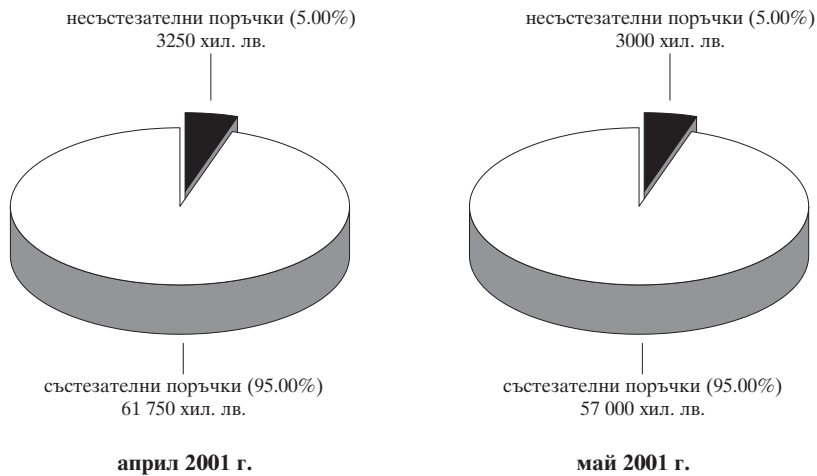 несъстезателни поръчки (5.00%)
3250 хил. лв.
състезателни поръчки (95.00%)
61 750 хил. лв.
април 2001 г.
несъстезателни поръчки (5.00%)
3000 хил. лв.
състезателни поръчки (95.00%)
57 000 хил. лв.
май 2001 г.